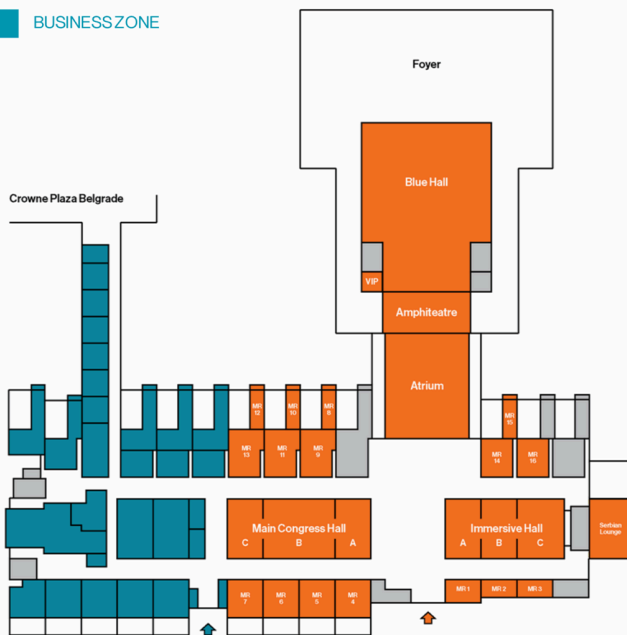 BUSINESS ZONE
Foyer
Blue Hall
Crowne Plaza Belgrade
VIP
Amphiteatre
Atrium
MR
12
MR
10
MR
8
MR
15
MR
13
MR
11
MR
9
MR
14
MR
16
Main Congress Hall
C B A
Immersive Hall
A B C
Serbian
Lounge
MR
7
MR
6
MR
5
MR
4
MR 1
MR 2
MR 3